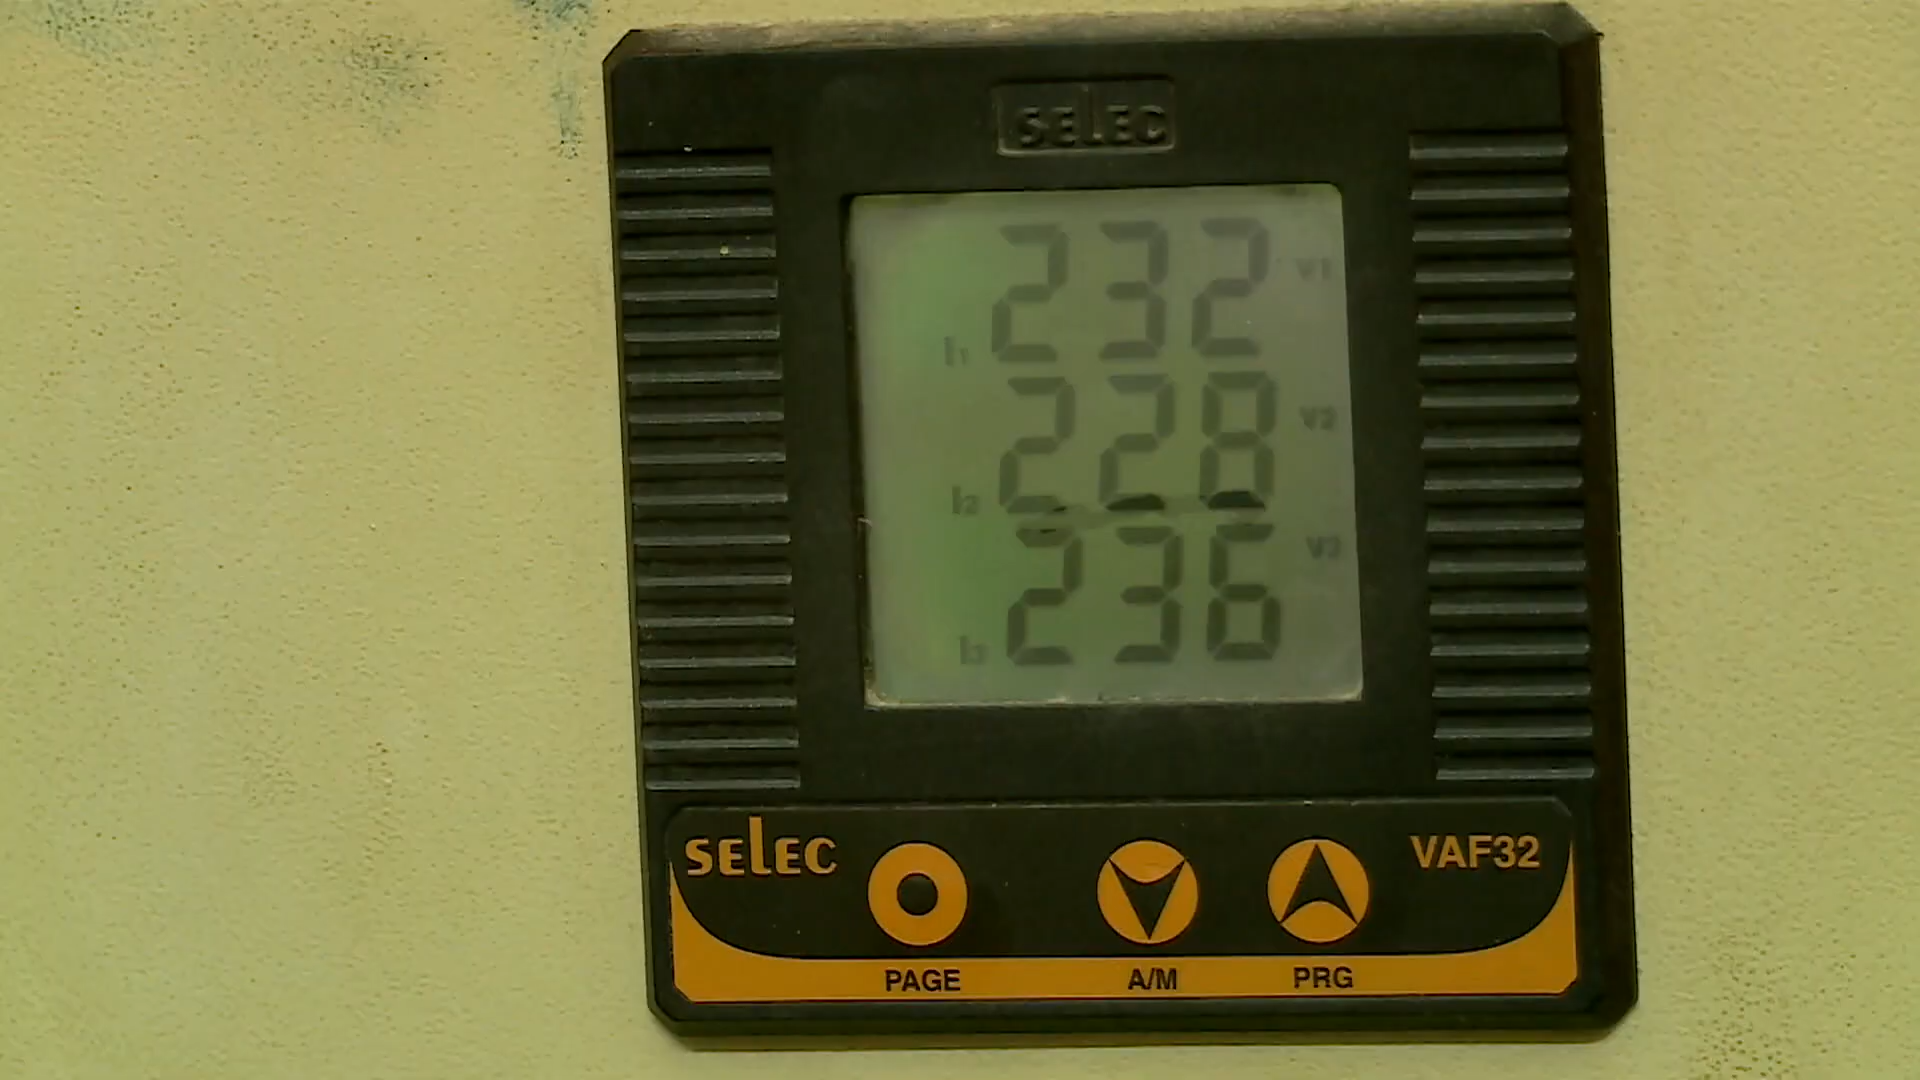 SELEC
232 V1
I1
228 V2
I2
236 V3
I3
SELEC
VAF32
PAGE A/M PRG